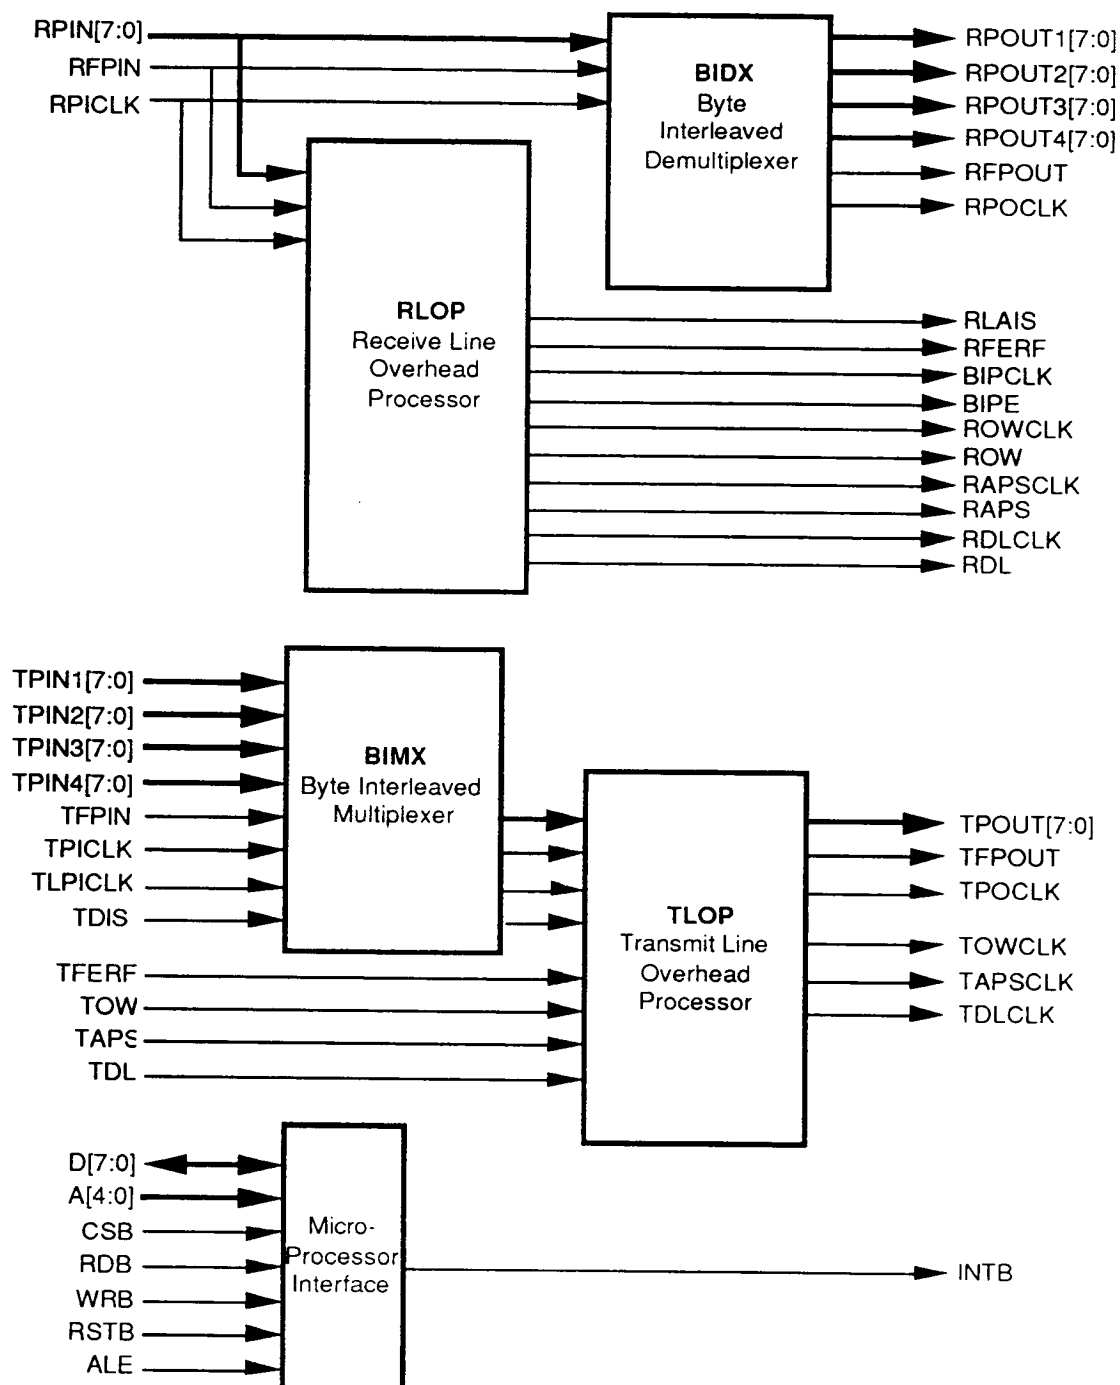 RPIN[7:0]
RFPIN
RPICLK
BIDX
Byte
Interleaved
Demultiplexer
RPOUT1[7:0]
RPOUT2[7:0]
RPOUT3[7:0]
RPOUT4[7:0]
RFPOUT
RPOCLK
RLOP
Receive Line
Overhead
Processor
RLAIS
RFERF
BIPCLK
BIPE
ROWCLK
ROW
RAPSCLK
RAPS
RDLCLK
RDL
TPIN1[7:0]
TPIN2[7:0]
TPIN3[7:0]
TPIN4[7:0]
TFPIN
TPICLK
TLPICLK
TDIS
BIMX
Byte Interleaved
Multiplexer
TFERF
TOW
TAPS
TDL
TLOP
Transmit Line
Overhead
Processor
TPOUT[7:0]
TFPOUT
TPOCLK
TOWCLK
TAPSCLK
TDLCLK
D[7:0]
A[4:0]
CSB
RDB
WRB
RSTB
ALE
Micro-
Processor
Interface
INTB